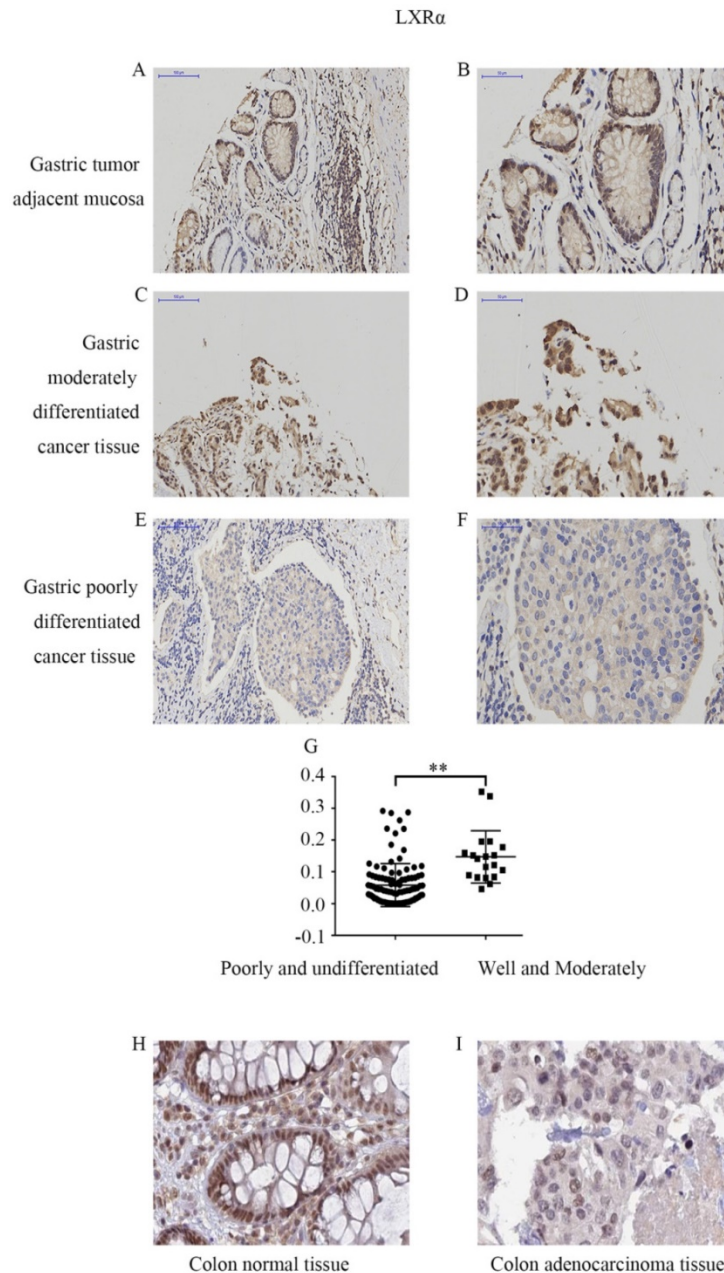 LXRα
A
B
Gastric tumor
adjacent mucosa
C
D
Gastric
moderately
differentiated
cancer tissue
E
F
Gastric poorly
differentiated
cancer tissue
G
**
0.4
0.3
0.2
0.1
0.0
-0.1
Poorly and undifferentiated
Well and Moderately
H
I
Colon normal tissue
Colon adenocarcinoma tissue